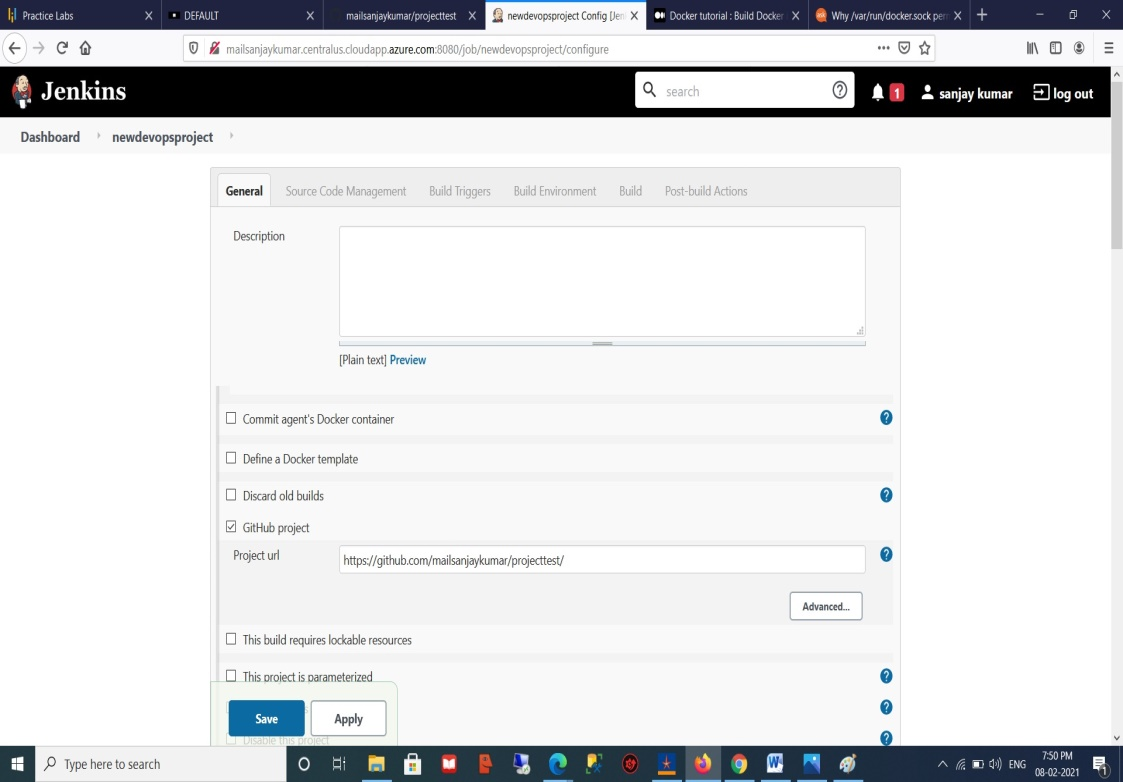 Practice Labs
DEFAULT
mailsanjaykumar/projecttest
newdevopsproject Config [Jen
Docker tutorial : Build Docker
Why /var/run/docker.sock perm
mailsanjaykumar.centralus.cloudapp.azure.com:8080/job/newdevopsproject/configure
Jenkins
search
1
sanjay kumar
log out
Dashboard
newdevopsproject
General
Source Code Management
Build Triggers
Build Environment
Build
Post-build Actions
Description
[Plain text] Preview
Commit agent's Docker container
Define a Docker template
Discard old builds
GitHub project
Project url
https://github.com/mailsanjaykumar/projecttest/
Advanced...
This build requires lockable resources
This project is parameterized
Save
Apply
Disable this project
Type here to search
ENG
7:50 PM
08-02-2021